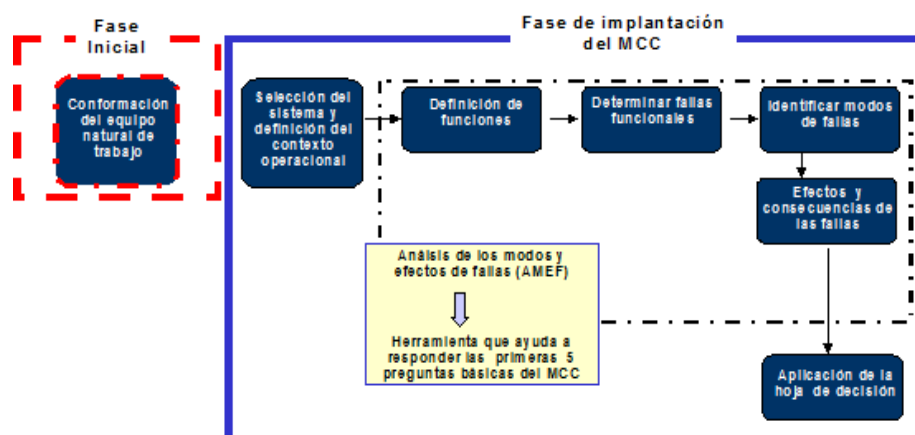 Fase
Inicial
Conformación
del equipo
natural de
trabajo
Fase de implantación
del MCC
Selección del
sistema y
definición del
contexto
operacional
Definición de
funciones
Determinar fallas
funcionales
Identificar modos
de fallas
Efectos y
consecuencias de
las fallas
Análisis de los modos y
efectos de fallas (AMEF)
Herramienta que ayuda a
responder las primeras 5
preguntas básicas del MCC
Aplicación de la
hoja de decisión